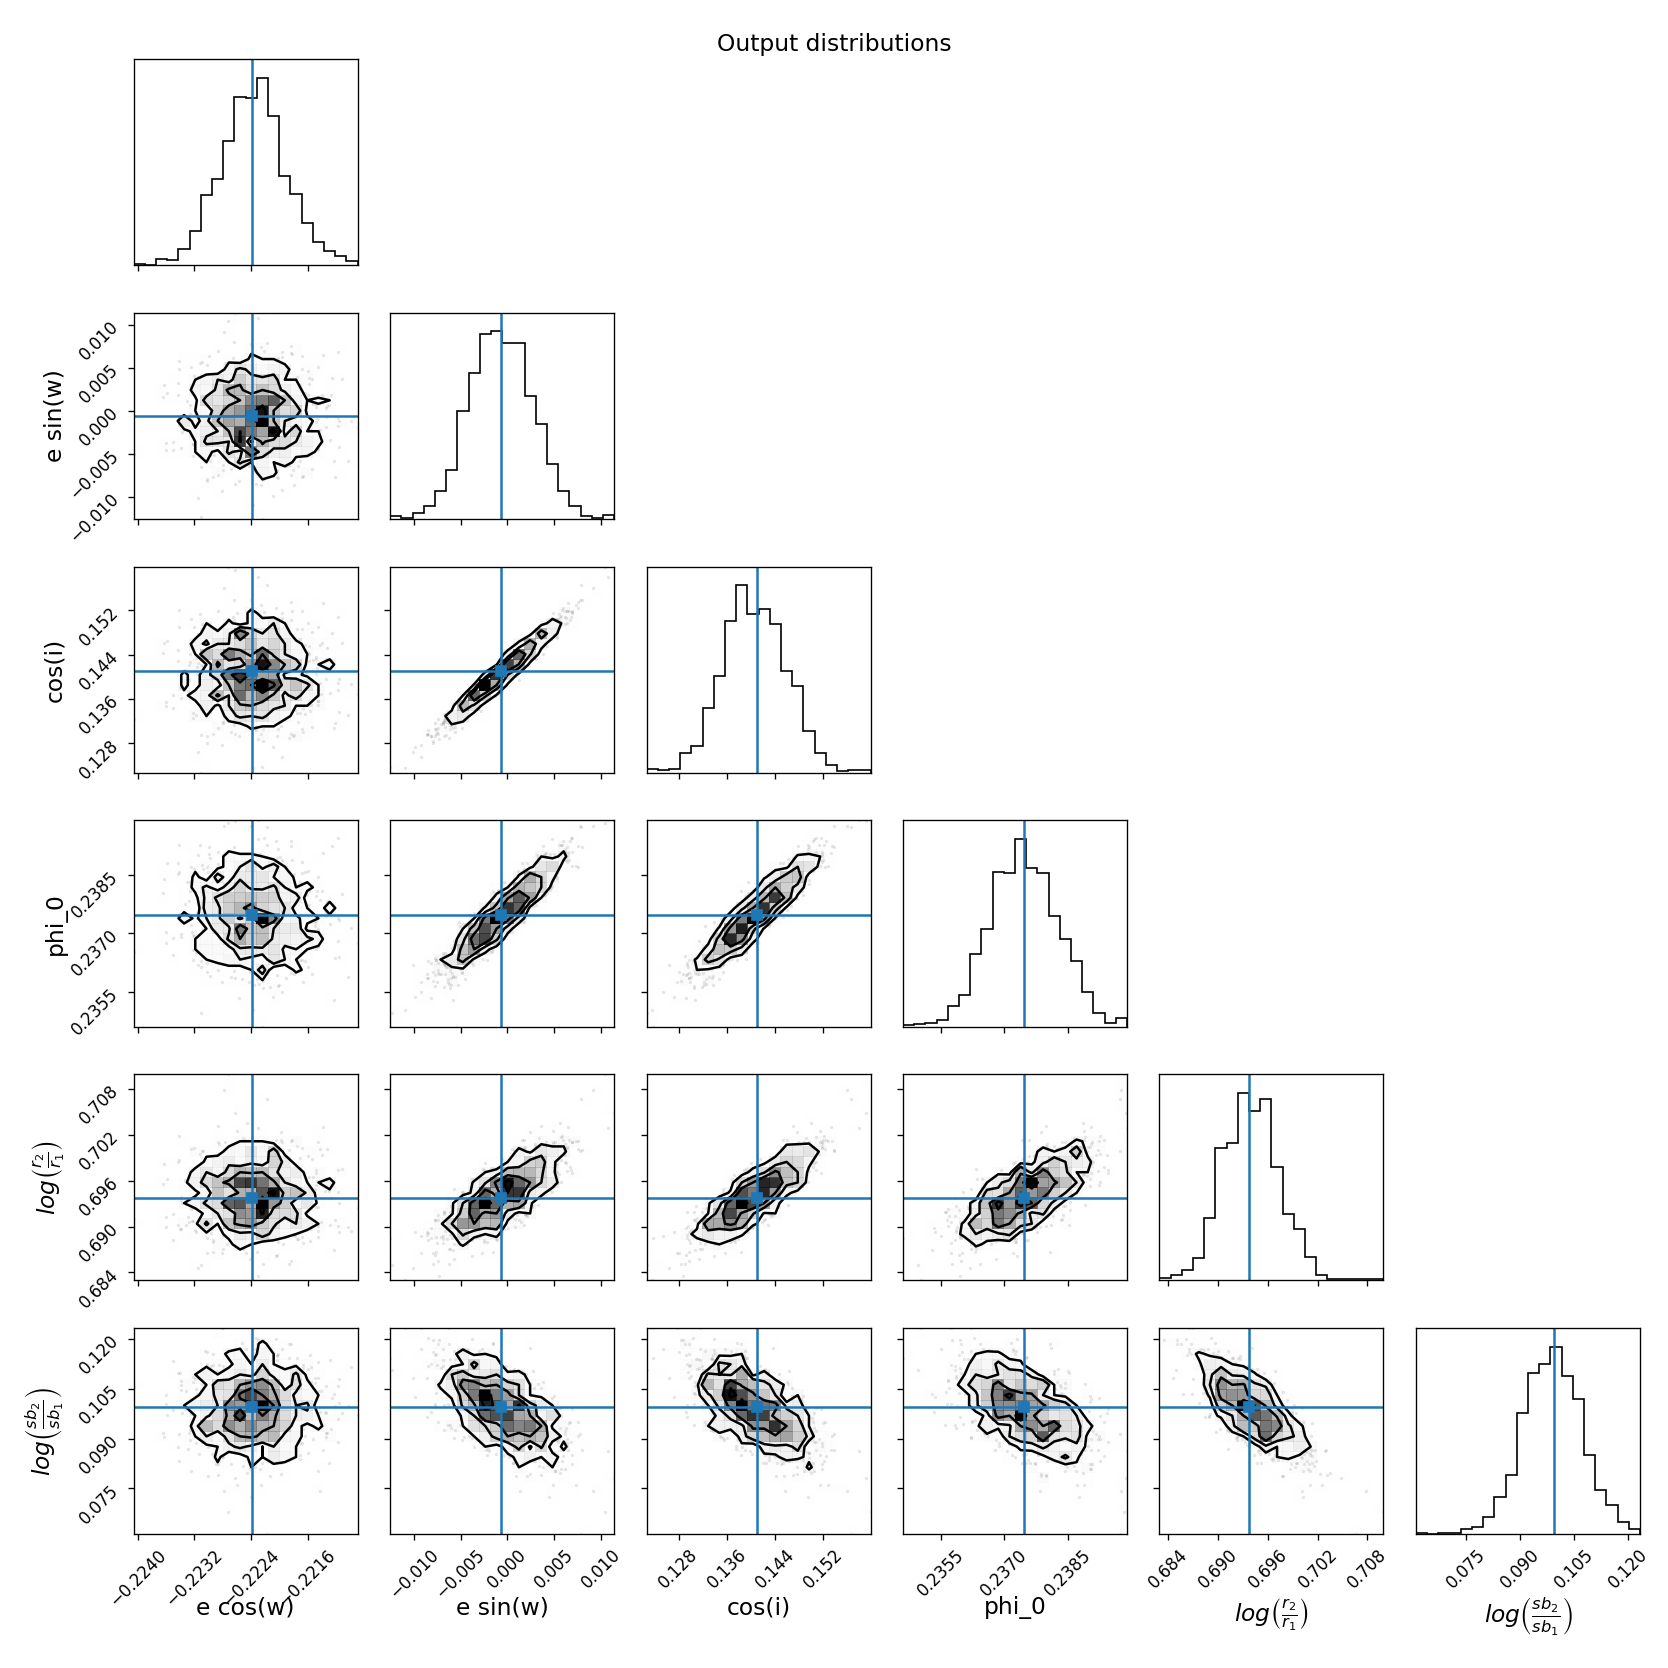 Output distributions
0.010
0.005
0.000
−0.005
−0.010
e sin(w)
0.152
0.144
0.136
0.128
cos(i)
0.2385
0.2370
0.2355
phi_0
0.708
0.702
0.696
0.690
0.684
log(r₂/r₁)
0.120
0.105
0.090
0.075
log(sb₂/sb₁)
−0.2240 −0.2232 −0.2224 −0.2216
−0.010 −0.005 0.000 0.005 0.010
0.128 0.136 0.144 0.152
0.2355 0.2370 0.2385
0.684 0.690 0.696 0.702 0.708
0.075 0.090 0.105 0.120
e cos(w) e sin(w) cos(i) phi_0 log(r₂/r₁) log(sb₂/sb₁)